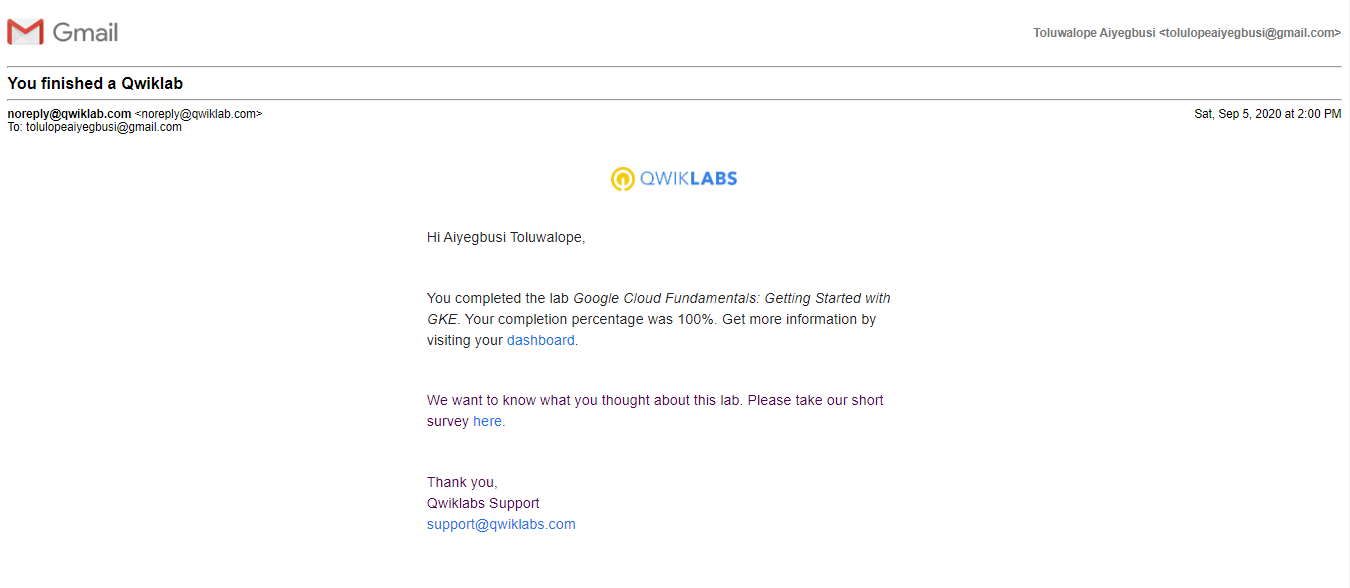 Gmail
Toluwalope Aiyegbusi <tolulopeaiyegbusi@gmail.com>
You finished a Qwiklab
noreply@qwiklab.com <noreply@qwiklab.com>
Sat, Sep 5, 2020 at 2:00 PM
To: tolulopeaiyegbusi@gmail.com
QWIKLABS
Hi Aiyegbusi Toluwalope,
You completed the lab Google Cloud Fundamentals: Getting Started with
GKE. Your completion percentage was 100%. Get more information by
visiting your dashboard.
We want to know what you thought about this lab. Please take our short
survey here.
Thank you,
Qwiklabs Support
support@qwiklabs.com